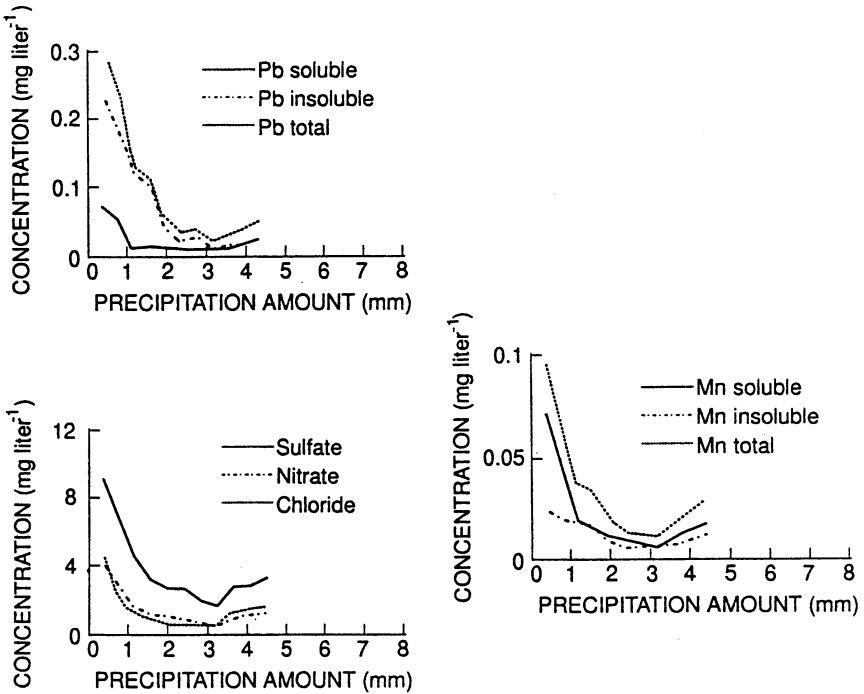 CONCENTRATION (mg liter⁻¹)
0.3
0.2
0.1
0
Pb soluble
Pb insoluble
Pb total
0 1 2 3 4 5 6 7 8
PRECIPITATION AMOUNT (mm)
CONCENTRATION (mg liter⁻¹)
12
8
4
0
Sulfate
Nitrate
Chloride
0 1 2 3 4 5 6 7 8
PRECIPITATION AMOUNT (mm)
CONCENTRATION (mg liter⁻¹)
0.1
0.05
0
Mn soluble
Mn insoluble
Mn total
0 1 2 3 4 5 6 7 8
PRECIPITATION AMOUNT (mm)